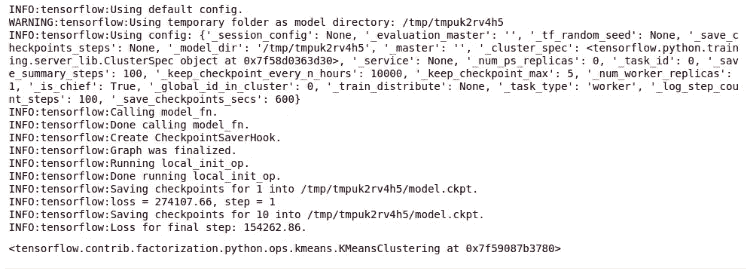 INFO:tensorflow:Using default config.
WARNING:tensorflow:Using temporary folder as model directory: /tmp/tmpuk2rv4h5
INFO:tensorflow:Using config: {'_session_config': None, '_evaluation_master': '', '_tf_random_seed': None, '_save_c
heckpoints_steps': None, '_model_dir': '/tmp/tmpuk2rv4h5', '_master': '', '_cluster_spec': <tensorflow.python.train
ing.server_lib.ClusterSpec object at 0x7f58d0363d30>, '_service': None, '_num_ps_replicas': 0, '_task_id': 0, '_sav
e_summary_steps': 100, '_keep_checkpoint_every_n_hours': 10000, '_keep_checkpoint_max': 5, '_num_worker_replicas':
1, '_is_chief': True, '_global_id_in_cluster': 0, '_train_distribute': None, '_task_type': 'worker', '_log_step_cou
nt_steps': 100, '_save_checkpoints_secs': 600}
INFO:tensorflow:Calling model_fn.
INFO:tensorflow:Done calling model_fn.
INFO:tensorflow:Create CheckpointSaverHook.
INFO:tensorflow:Graph was finalized.
INFO:tensorflow:Running local_init_op.
INFO:tensorflow:Done running local_init_op.
INFO:tensorflow:Saving checkpoints for 1 into /tmp/tmpuk2rv4h5/model.ckpt.
INFO:tensorflow:loss = 274107.66, step = 1
INFO:tensorflow:Saving checkpoints for 10 into /tmp/tmpuk2rv4h5/model.ckpt.
INFO:tensorflow:Loss for final step: 154262.86.
<tensorflow.contrib.factorization.python.ops.kmeans.KMeansClustering at 0x7f59087b3780>